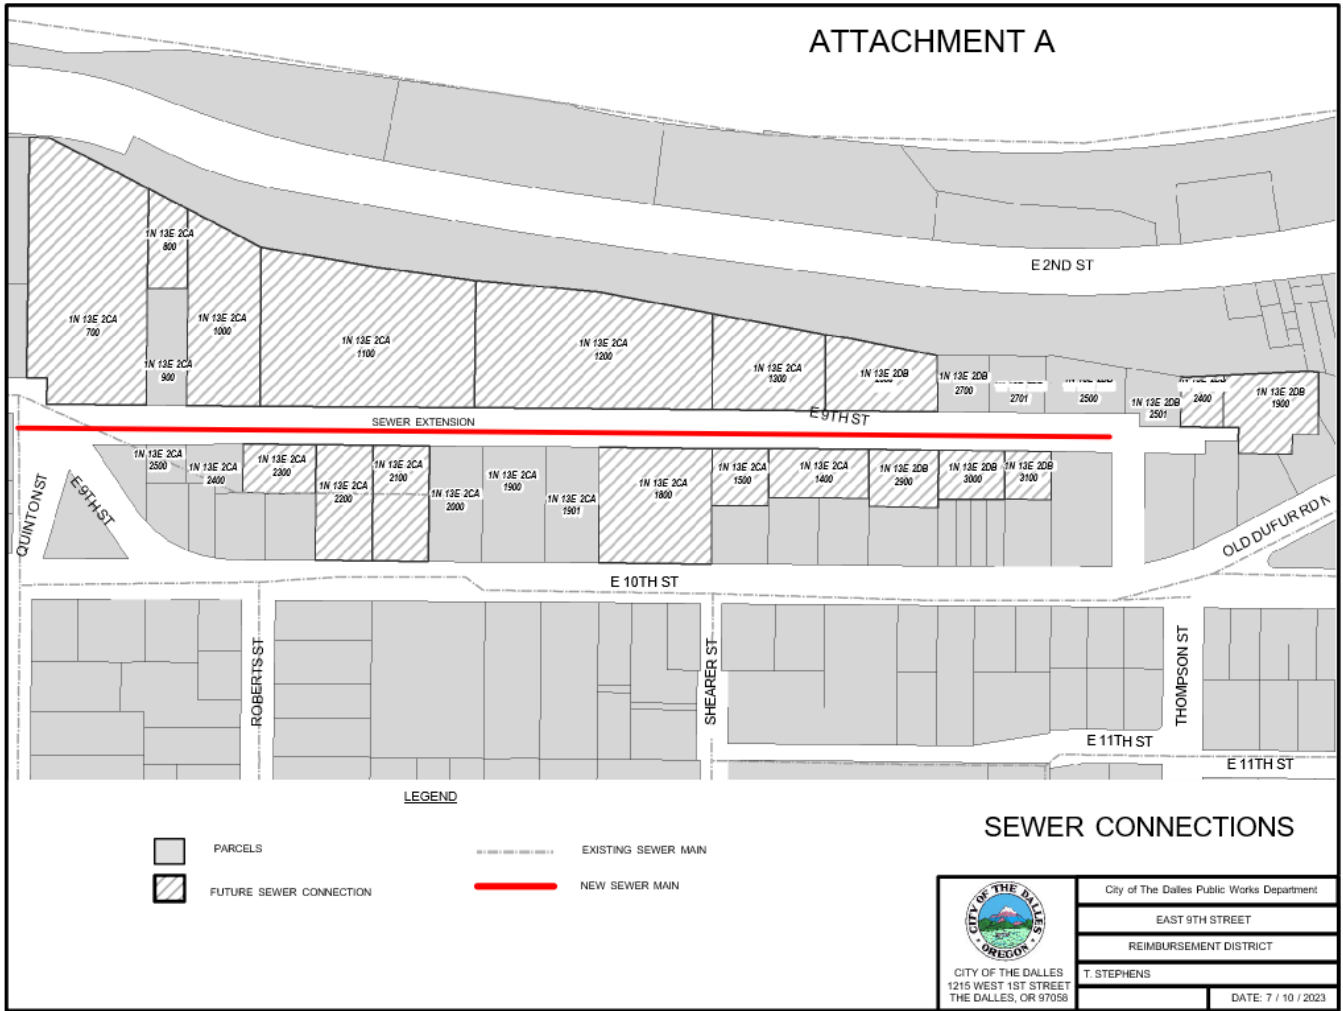 ATTACHMENT A
E 2ND ST
1N 13E 2CA
800
1N 13E 2CA
700
1N 13E 2CA
1000
1N 13E 2CA
1100
1N 13E 2CA
1200
1N 13E 2CA
1300
1N 13E 2DB
1N 13E 2DB
2700
2701
2500
1N 13E 2DB
2501
2400
1N 13E 2DB
1900
1N 13E 2CA
900
E 9TH ST
SEWER EXTENSION
1N 13E 2CA
2500
1N 13E 2CA
2400
1N 13E 2CA
2300
1N 13E 2CA
2200
1N 13E 2CA
2100
1N 13E 2CA
2000
1N 13E 2CA
1900
1N 13E 2CA
1901
1N 13E 2CA
1800
1N 13E 2CA
1500
1N 13E 2CA
1400
1N 13E 2DB
2900
1N 13E 2DB
3000
1N 13E 2DB
3100
QUINTON ST
E 9TH ST
OLD DUFUR RD N
E 10TH ST
ROBERTS ST
SHEARER ST
THOMPSON ST
E 11TH ST
E 11TH ST
LEGEND
PARCELS
EXISTING SEWER MAIN
FUTURE SEWER CONNECTION
NEW SEWER MAIN
SEWER CONNECTIONS
CITY OF THE DALLES
OREGON
CITY OF THE DALLES
1215 WEST 1ST STREET
THE DALLES, OR 97058
City of The Dalles Public Works Department
EAST 9TH STREET
REIMBURSEMENT DISTRICT
T. STEPHENS
DATE: 7 / 10 / 2023